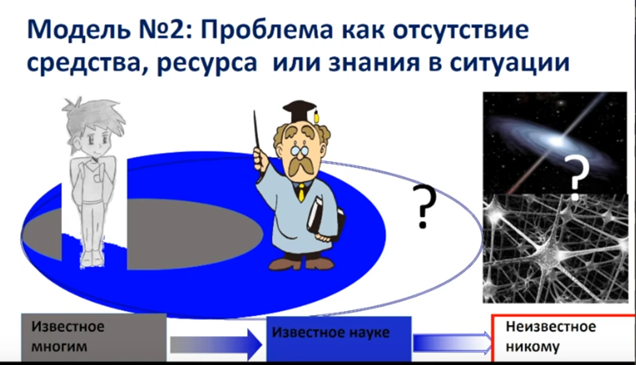 Модель №2: Проблема как отсутствие
средства, ресурса или знания в ситуации
?
?
Известное
многим
Известное науке
Неизвестное
никому